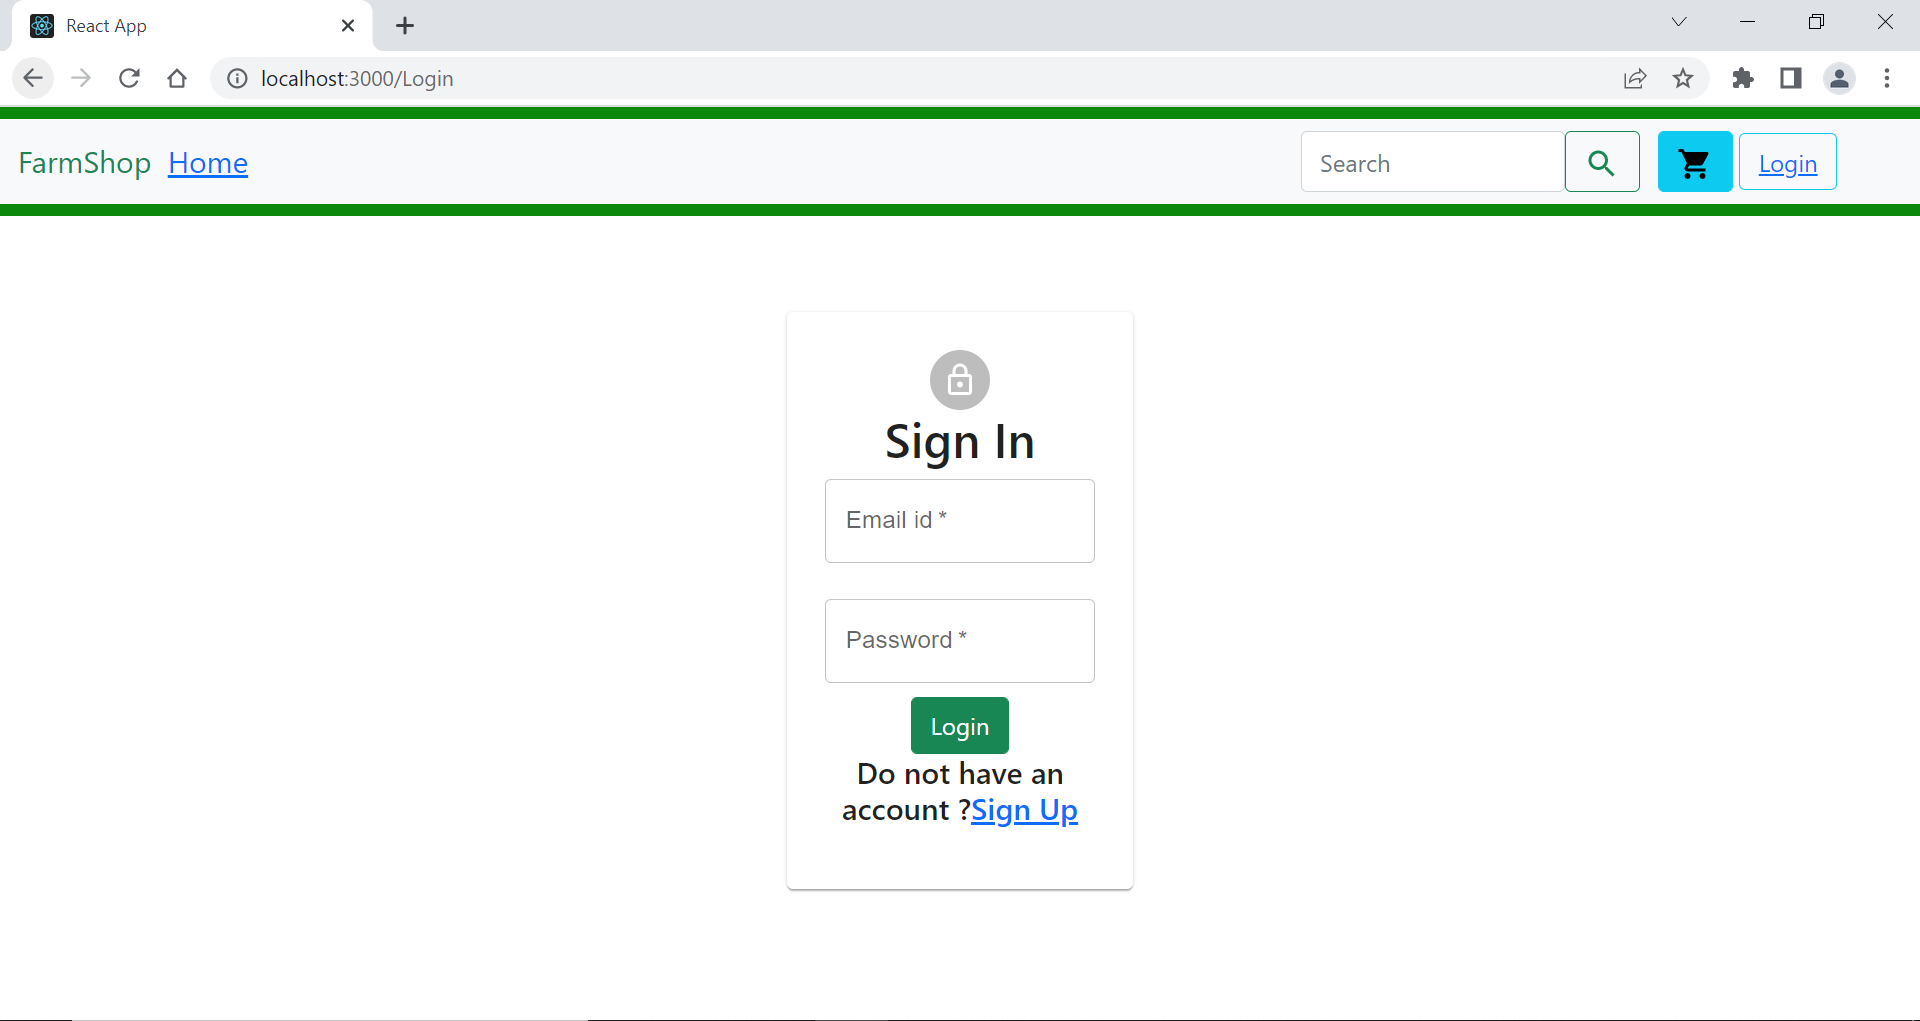 React App
localhost:3000/Login
FarmShop Home Search Login
Sign In
Email id *
Password *
Login
Do not have an
account ?Sign Up